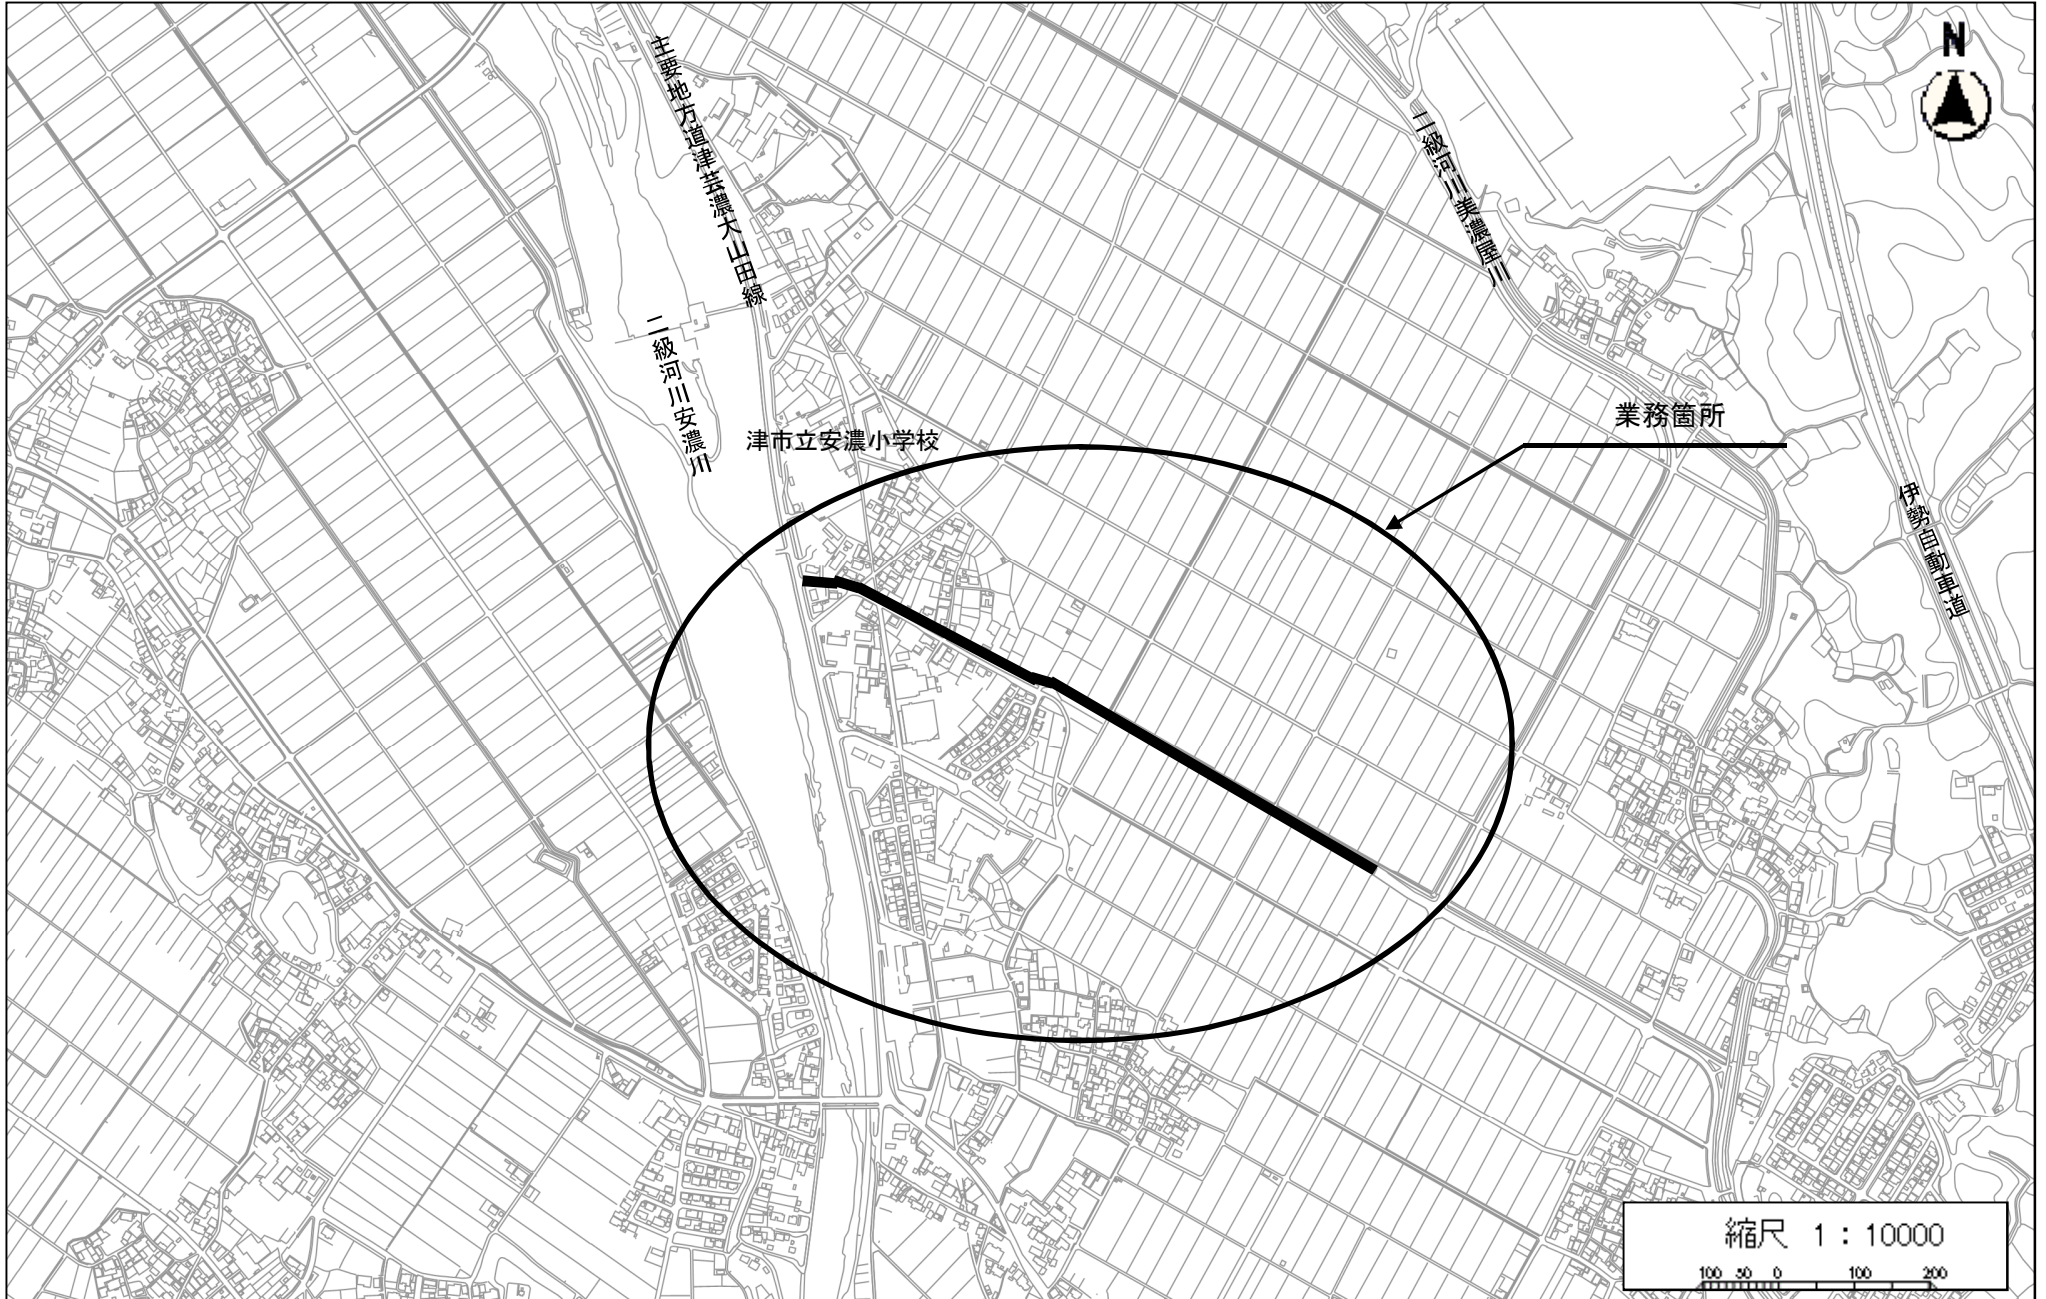 N
主要地方道津芸濃大山田線
二級河川美濃屋川
二級河川安濃川
津市立安濃小学校
業務箇所
伊勢自動車道
縮尺 1：10000
100 50 0 100 200